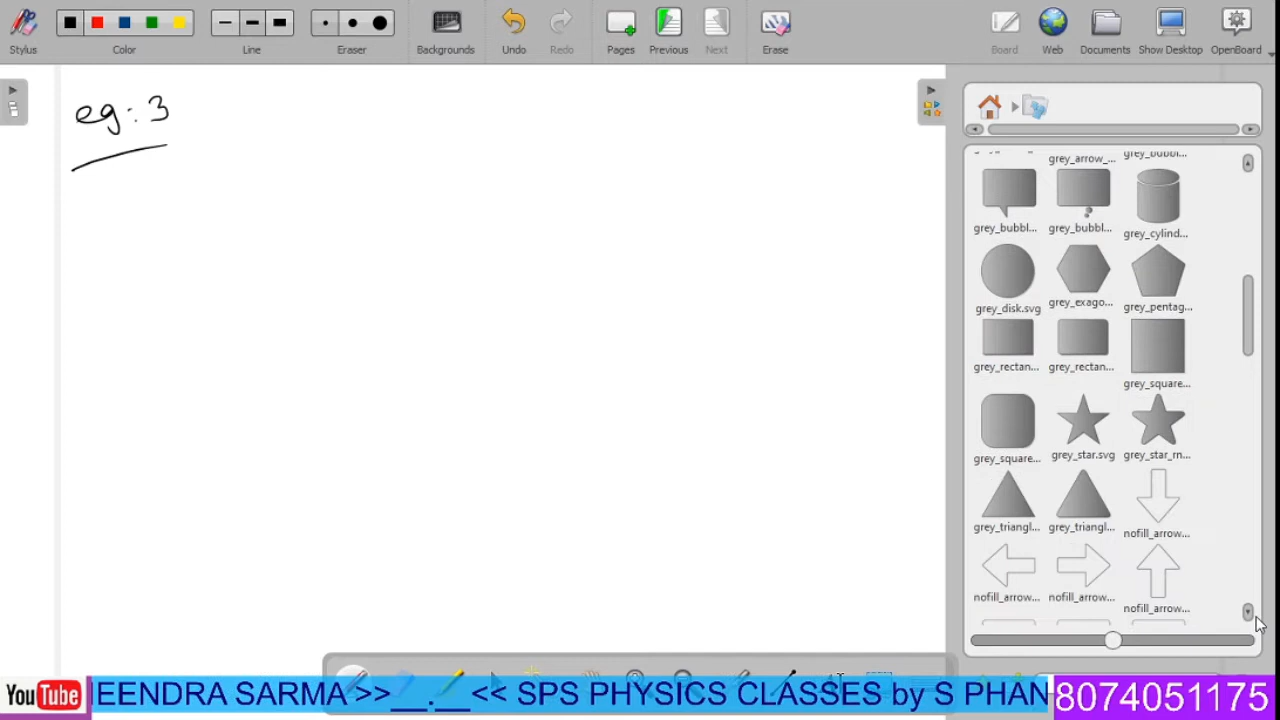 Stylus
Color
Line
Eraser
Backgrounds
Undo
Redo
Pages
Previous
Next
Erase
Board
Web
Documents
Show Desktop
OpenBoard
eg: 3
grey_arrow_...
grey_bubbl...
grey_bubbl...
grey_bubbl...
grey_cylind...
grey_disk.svg
grey_exago...
grey_pentag...
grey_rectan...
grey_rectan...
grey_square...
grey_square...
grey_star.svg
grey_star_rn...
grey_triangl...
grey_triangl...
nofill_arrow...
nofill_arrow...
nofill_arrow...
nofill_arrow...
YouTube
IEENDRA SARMA >>__.__<< SPS PHYSICS CLASSES by S PHAN
8074051175